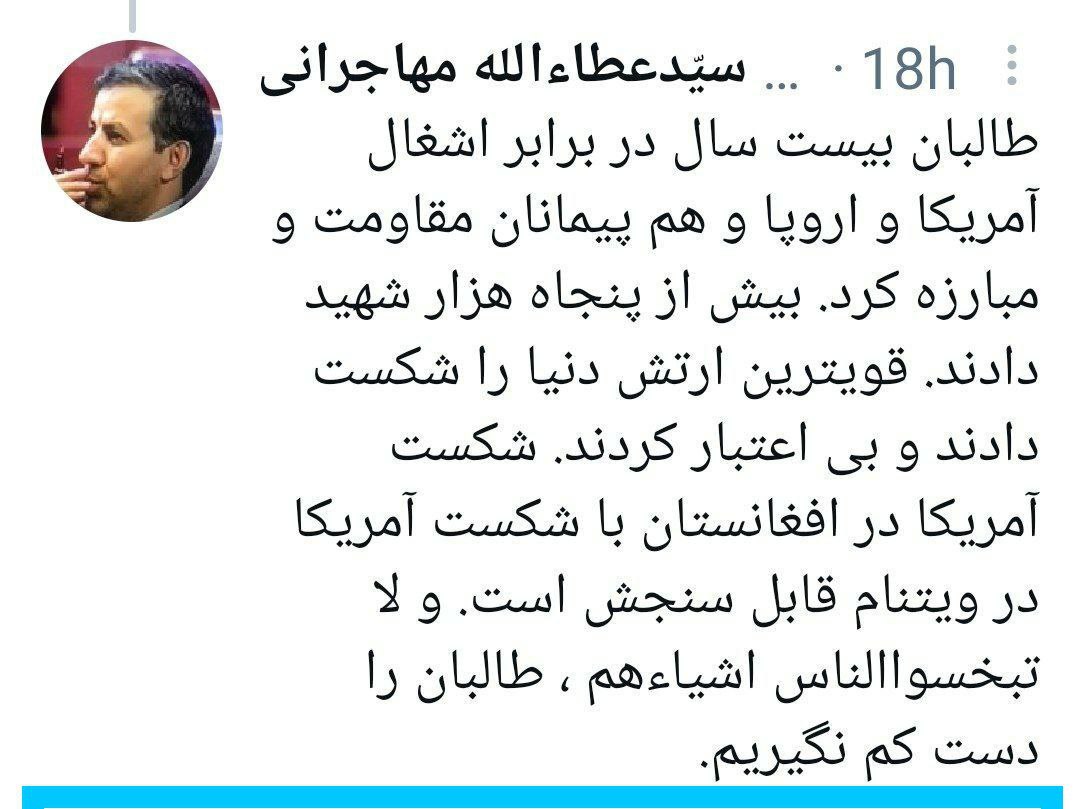 سیّدعطاءالله مهاجرانی ... · 18h
طالبان بیست سال در برابر اشغال
آمریکا و اروپا و هم پیمانان مقاومت و
مبارزه کرد. بیش از پنجاه هزار شهید
دادند. قویترین ارتش دنیا را شکست
دادند و بی اعتبار کردند. شکست
آمریکا در افغانستان با شکست آمریکا
در ویتنام قابل سنجش است. و لا
تبخسواالناس اشیاءهم ، طالبان را
دست کم نگیریم.